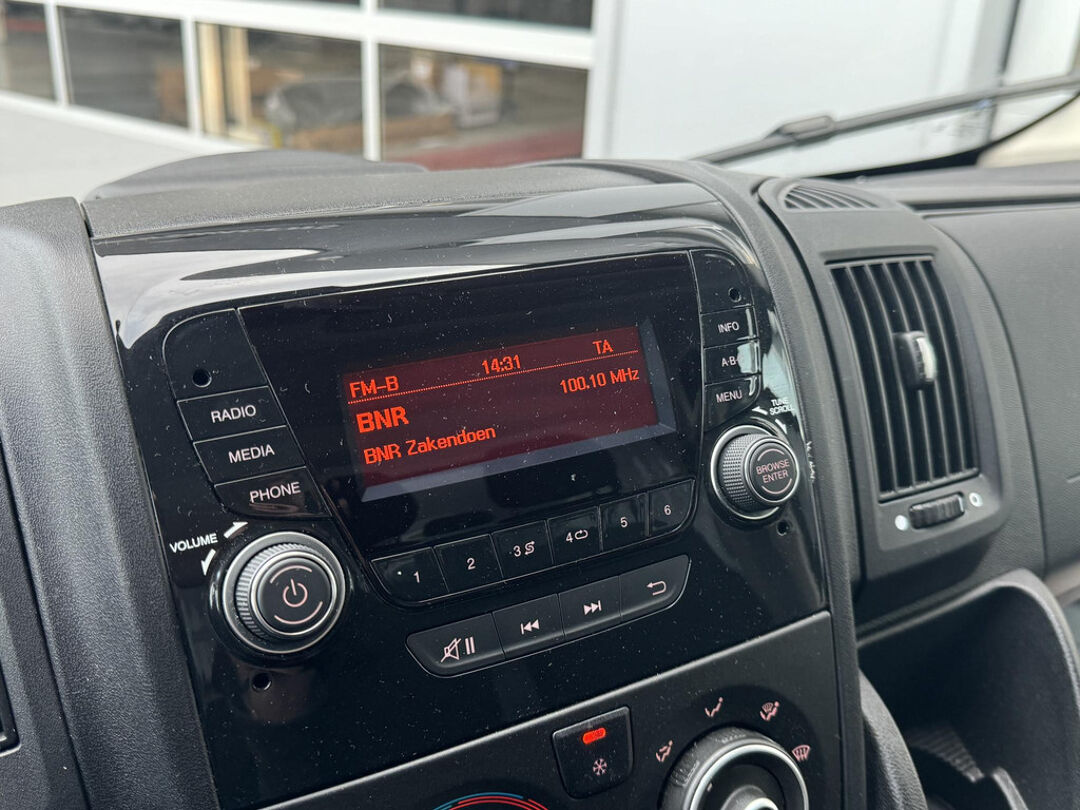 FM-B 14:31 TA
BNR 100.10 MHz
BNR Zakendoen
INFO
MENU
RADIO
MEDIA
PHONE
VOLUME
TUNE
SCROLL
BROWSE
ENTER
1 2 3 4 5 6